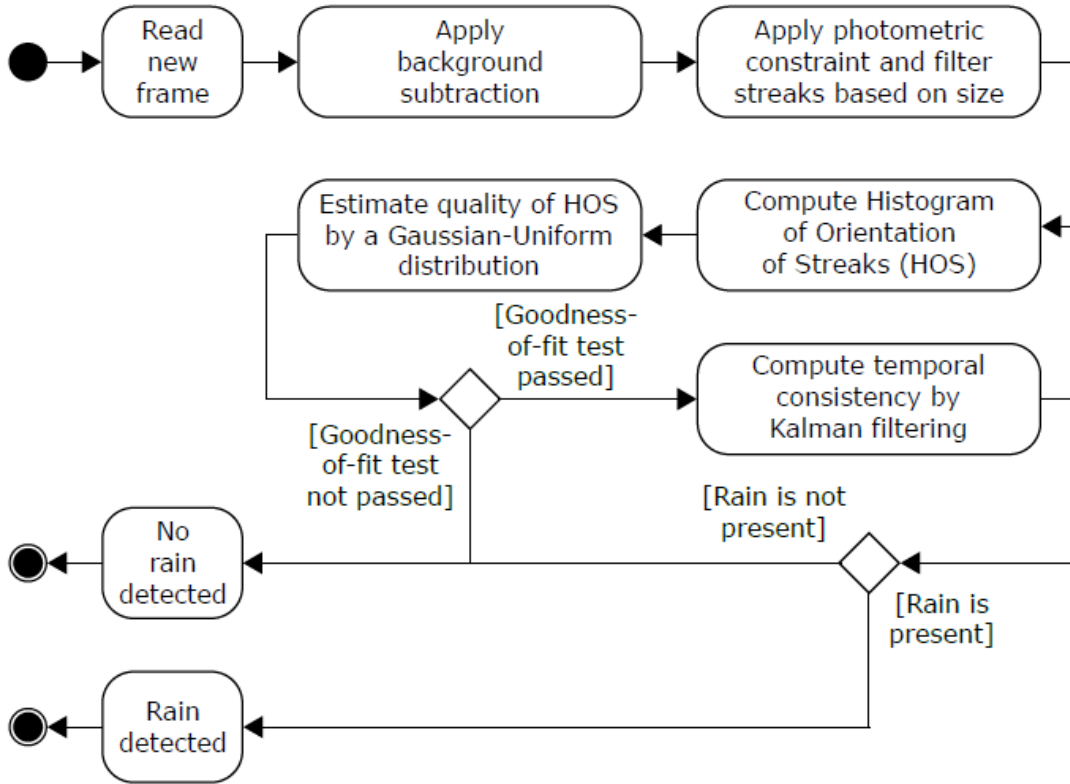 Read
new
frame
Apply
background
subtraction
Apply photometric
constraint and filter
streaks based on size
Estimate quality of HOS
by a Gaussian-Uniform
distribution
Compute Histogram
of Orientation
of Streaks (HOS)
[Goodness-
of-fit test
passed]
Compute temporal
consistency by
Kalman filtering
[Goodness-
of-fit test
not passed]
[Rain is not
present]
No
rain
detected
[Rain is
present]
Rain
detected